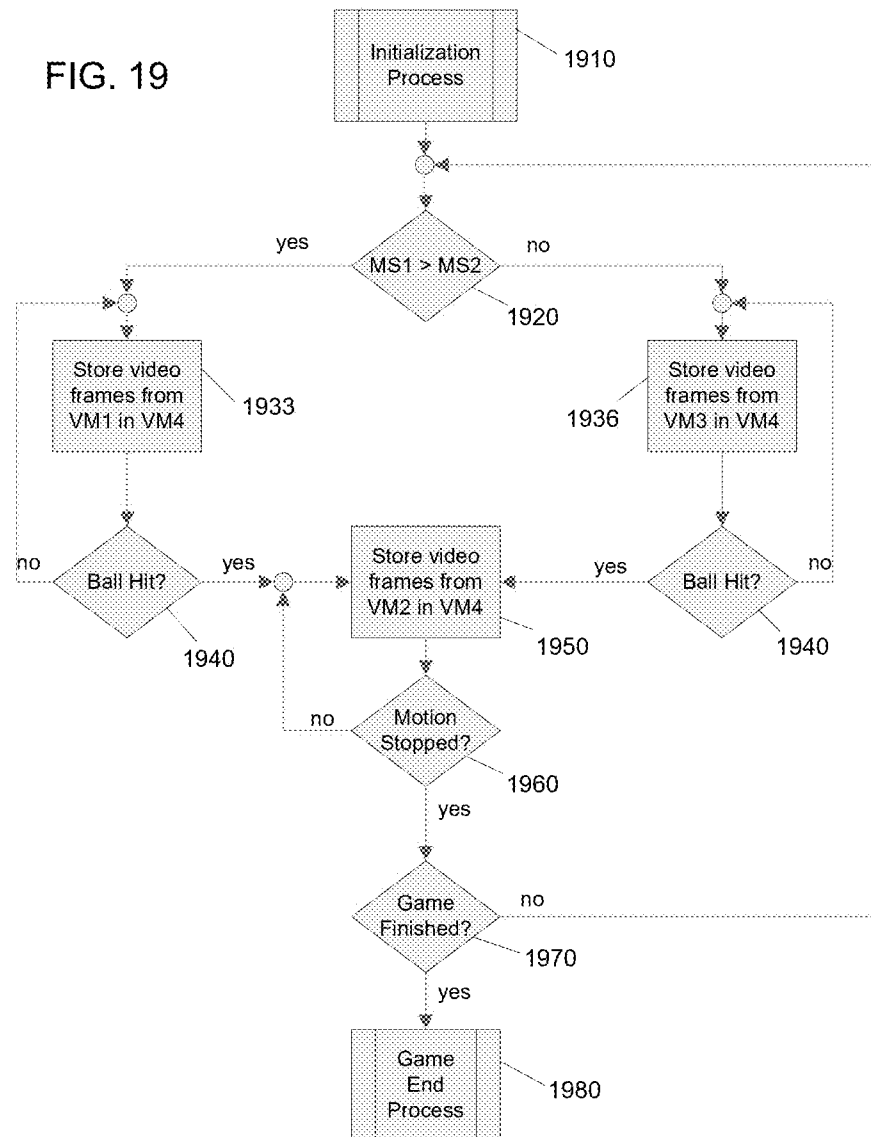 FIG. 19
Initialization
Process
1910
yes
MS1 > MS2
no
1920
Store video
frames from
VM1 in VM4
1933
Store video
frames from
VM3 in VM4
1936
no
Ball Hit?
yes
1940
Store video
frames from
VM2 in VM4
1950
yes
Ball Hit?
no
1940
no
Motion
Stopped?
1960
yes
Game
Finished?
no
1970
yes
Game
End
Process
1980